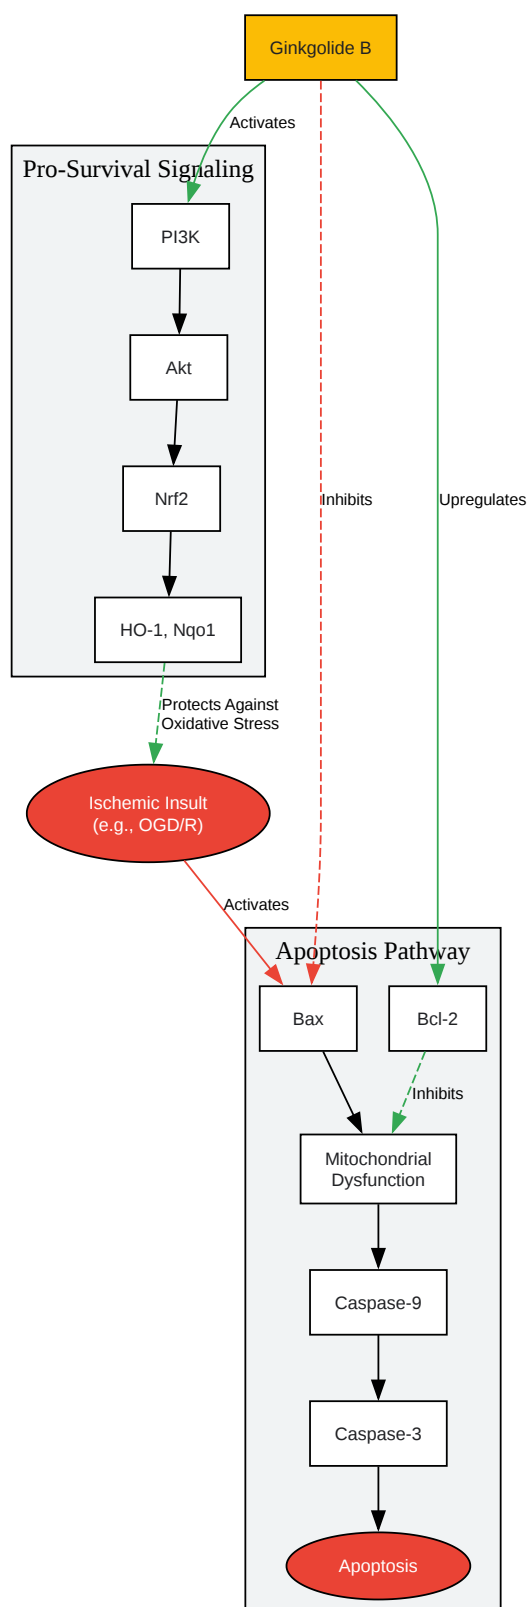 Ginkgolide B
Activates
Pro-Survival Signaling
PI3K
Akt
Nrf2
Inhibits
Upregulates
HO-1, Nqo1
Protects Against
Oxidative Stress
Ischemic Insult
(e.g., OGD/R)
Activates
Apoptosis Pathway
Bax
Bcl-2
Inhibits
Mitochondrial
Dysfunction
Caspase-9
Caspase-3
Apoptosis